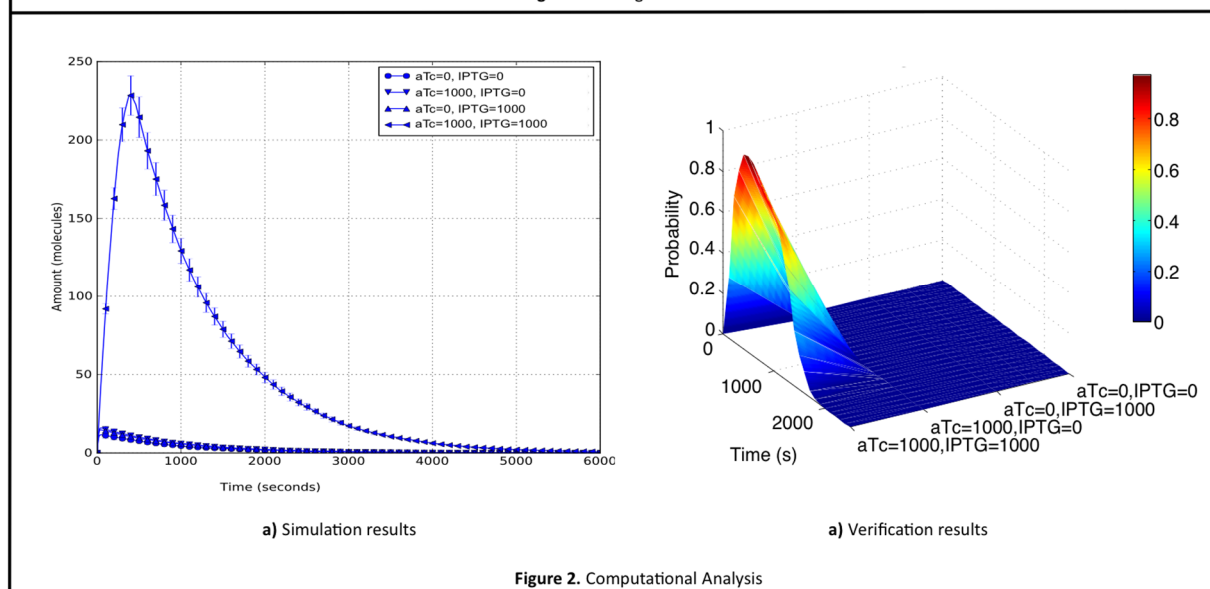 250
200
150
100
50
0
Amount (molecules)
aTc=0, IPTG=0
aTc=1000, IPTG=0
aTc=0, IPTG=1000
aTc=1000, IPTG=1000
0 1000 2000 3000 4000 5000 6000
Time (seconds)
a) Simulation results
1
0.8
0.6
0.4
0.2
0
Probability
0
1000
2000
Time (s)
aTc=0,IPTG=0
aTc=0,IPTG=1000
aTc=1000,IPTG=0
aTc=1000,IPTG=1000
0.8
0.6
0.4
0.2
0
a) Verification results
Figure 2. Computational Analysis